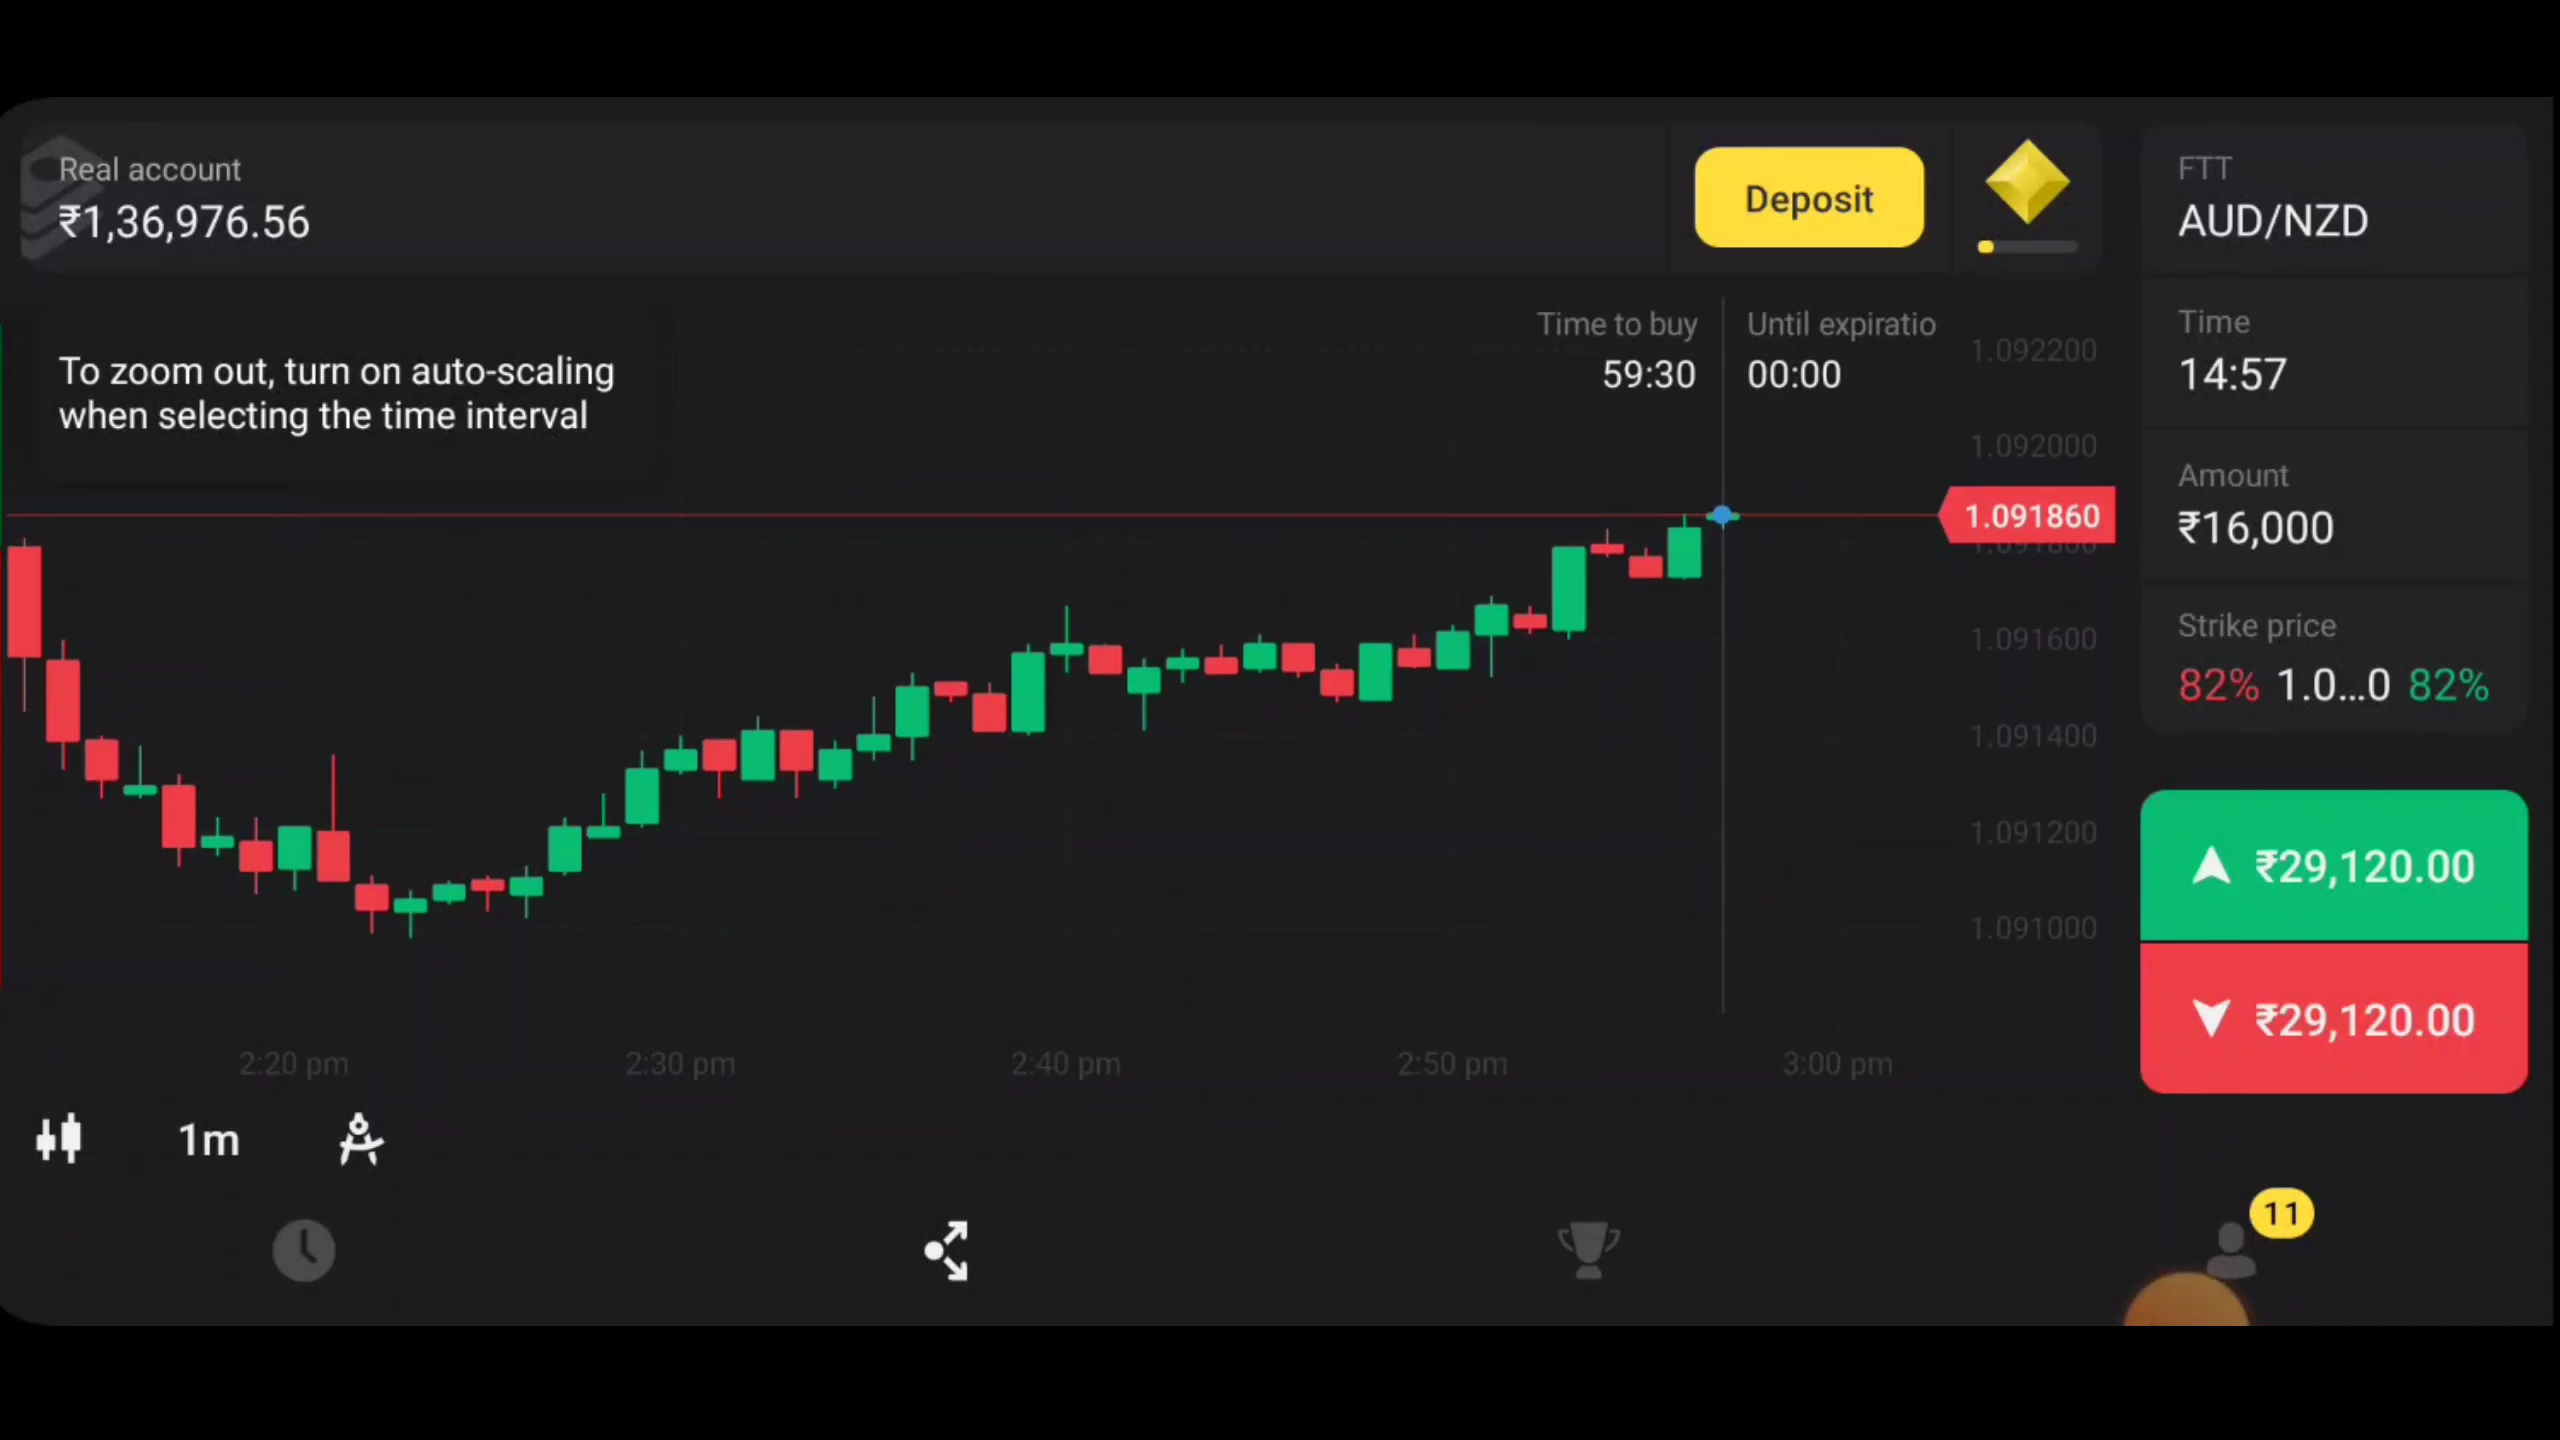 Real account
₹1,36,976.56
Deposit
FTT
AUD/NZD
To zoom out, turn on auto-scaling
when selecting the time interval
Time to buy
59:30
Until expiratio
00:00
Time
14:57
Amount
₹16,000
Strike price
82% 1.0...0 82%
1.092200
1.092000
1.091860
1.091800
1.091600
1.091400
1.091200
1.091000
₹29,120.00
₹29,120.00
2:20 pm
2:30 pm
2:40 pm
2:50 pm
3:00 pm
1m
11